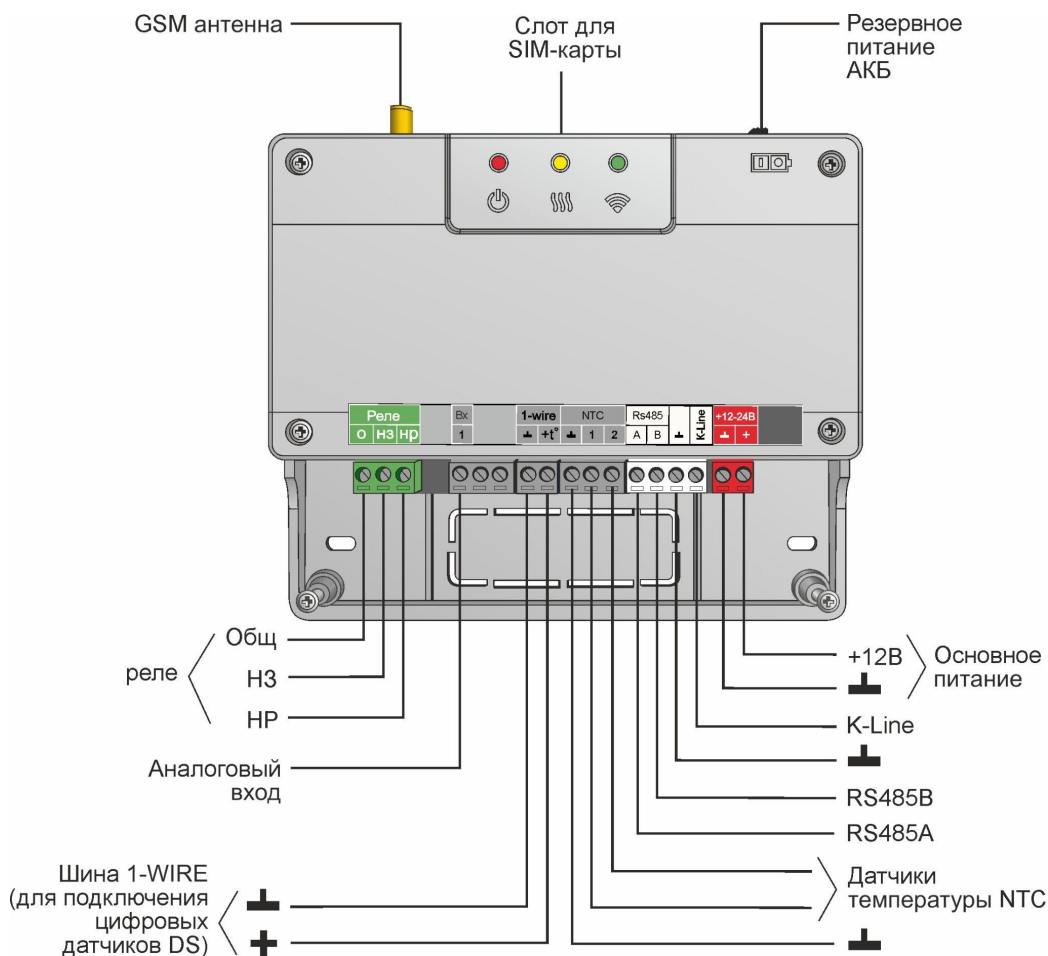 GSM антенна
Слот для
SIM-карты
Резервное
питание
АКБ
Реле
О НЗ НР
Вх
1
1-wire
+t°
NTC
1 2
Rs485
A B
K-Line
+12-24В
+
Общ
НЗ
НР
реле
Аналоговый
вход
Шина 1-WIRE
(для подключения
цифровых
датчиков DS)
+12В
Основное
питание
K-Line
RS485B
RS485A
Датчики
температуры NTC